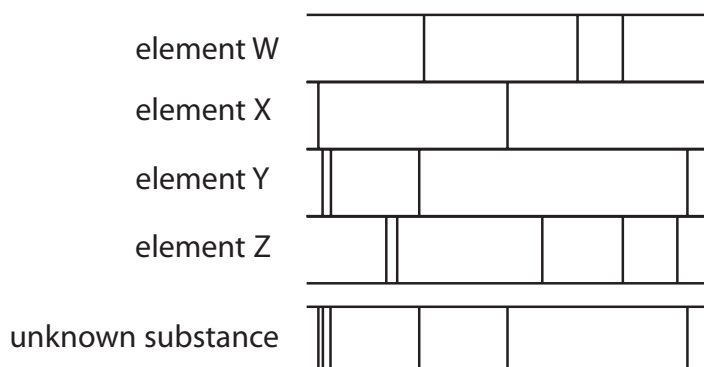 element W
element X
element Y
element Z
unknown substance